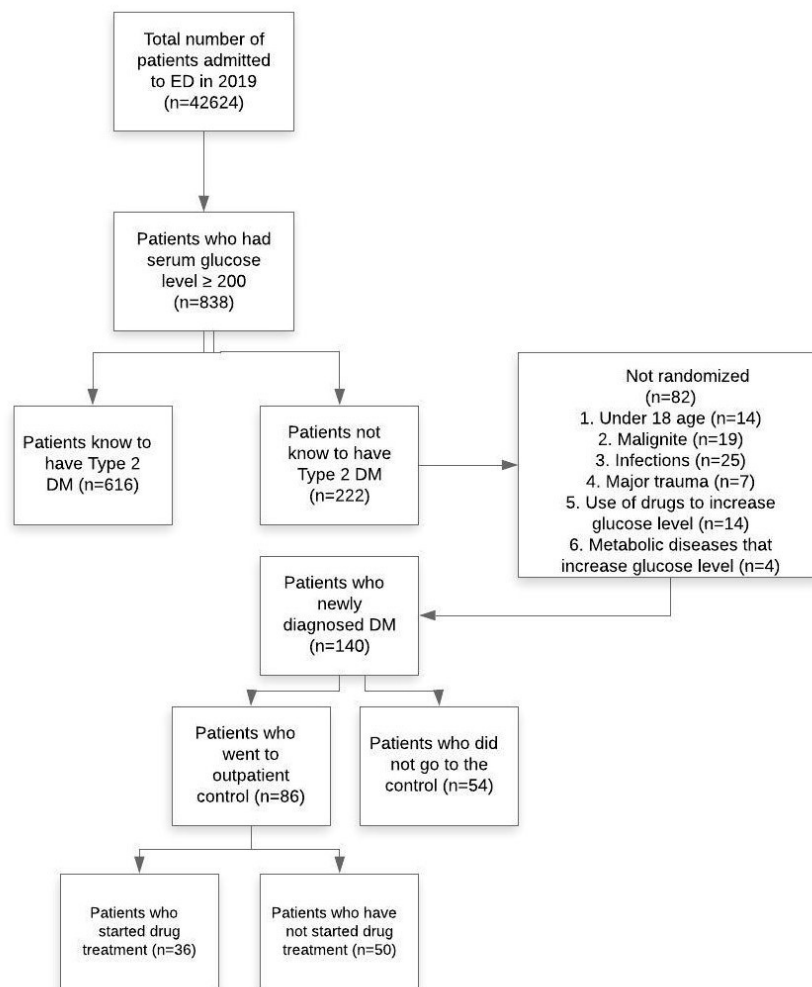 Total number of
patients admitted
to ED in 2019
(n=42624)
Patients who had
serum glucose
level ≥ 200
(n=838)
Patients know to
have Type 2
DM (n=616)
Patients not
know to have
Type 2 DM
(n=222)
Not randomized
(n=82)
1. Under 18 age (n=14)
2. Malignite (n=19)
3. Infections (n=25)
4. Major trauma (n=7)
5. Use of drugs to increase
glucose level (n=14)
6. Metabolic diseases that
increase glucose level (n=4)
Patients who
newly
diagnosed DM
(n=140)
Patients who
went to
outpatient
control (n=86)
Patients who did
not go to the
control (n=54)
Patients who
started drug
treatment (n=36)
Patients who have
not started drug
treatment (n=50)